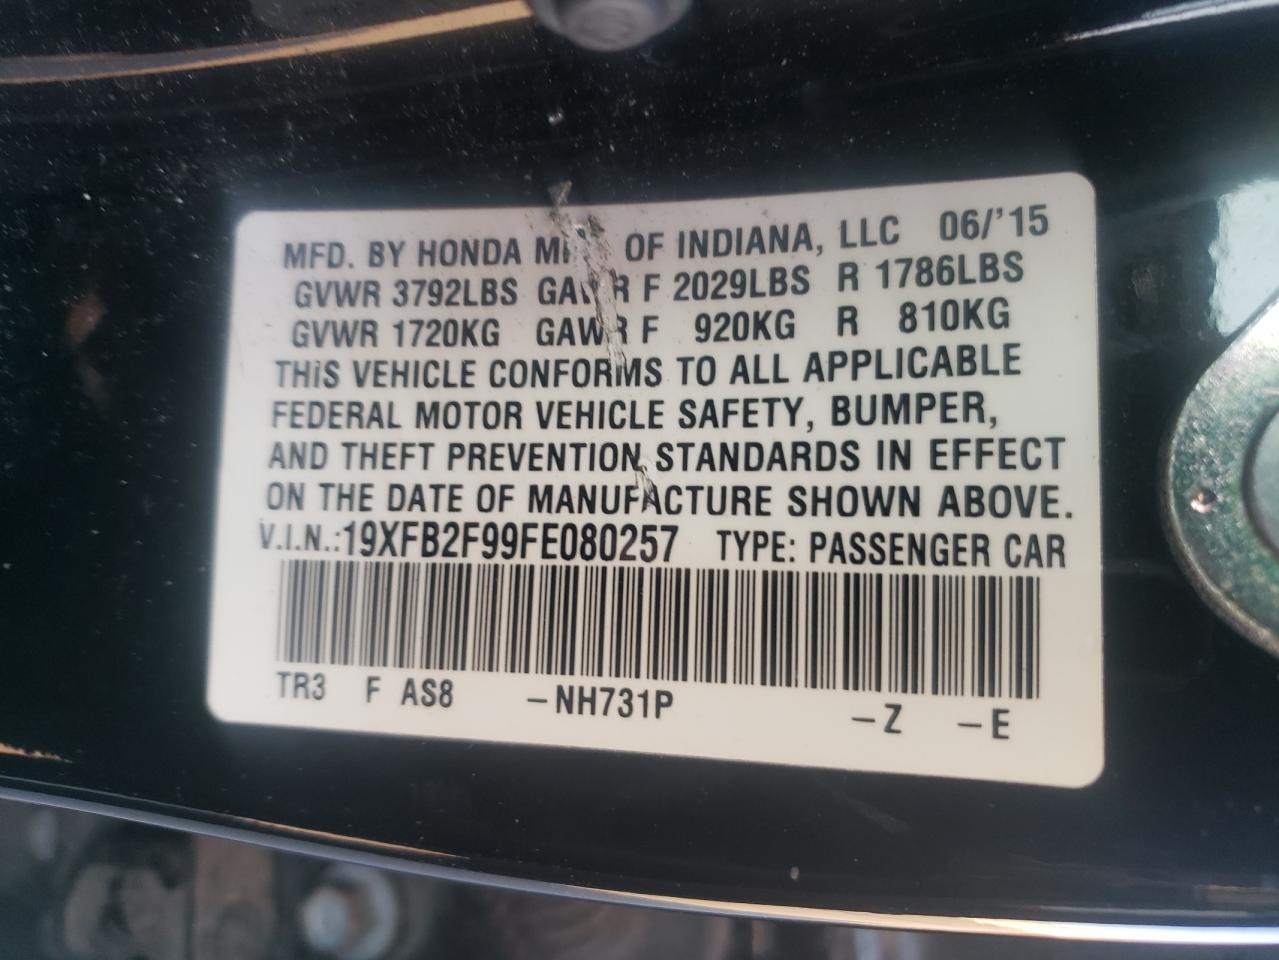 MFD. BY HONDA OF INDIANA, LLC 06/'15
GVWR 3792LBS GAWR F 2029LBS R 1786LBS
GVWR 1720KG GAWR F 920KG R 810KG
THIS VEHICLE CONFORMS TO ALL APPLICABLE
FEDERAL MOTOR VEHICLE SAFETY, BUMPER,
AND THEFT PREVENTION STANDARDS IN EFFECT
ON THE DATE OF MANUFACTURE SHOWN ABOVE.
V.I.N.:19XFB2F99FE080257 TYPE: PASSENGER CAR
TR3 F AS8 –NH731P –Z –E